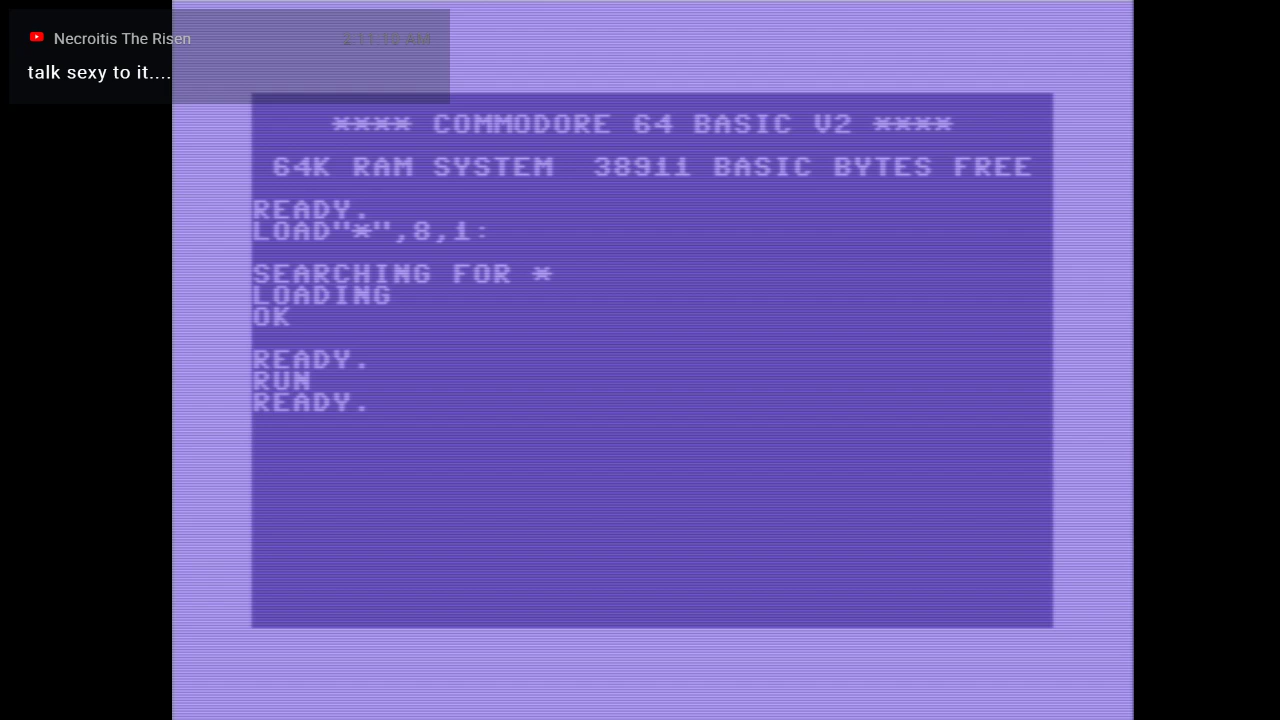 Necroitis The Risen
talk sexy to it....
**** COMMODORE 64 BASIC V2 ****
64K RAM SYSTEM 38911 BASIC BYTES FREE
READY.
LOAD"*",8,1:
SEARCHING FOR *
LOADING
OK
READY.
RUN
READY.